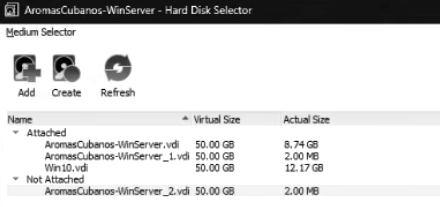 AromasCubanos-WinServer - Hard Disk Selector
Medium Selector
Add Create Refresh
Name Virtual Size Actual Size
Attached
AromasCubanos-WinServer.vdi 50.00 GB 8.74 GB
AromasCubanos-WinServer_1.vdi 50.00 GB 2.00 MB
Win10.vdi 50.00 GB 12.17 GB
Not Attached
AromasCubanos-WinServer_2.vdi 50.00 GB 2.00 MB